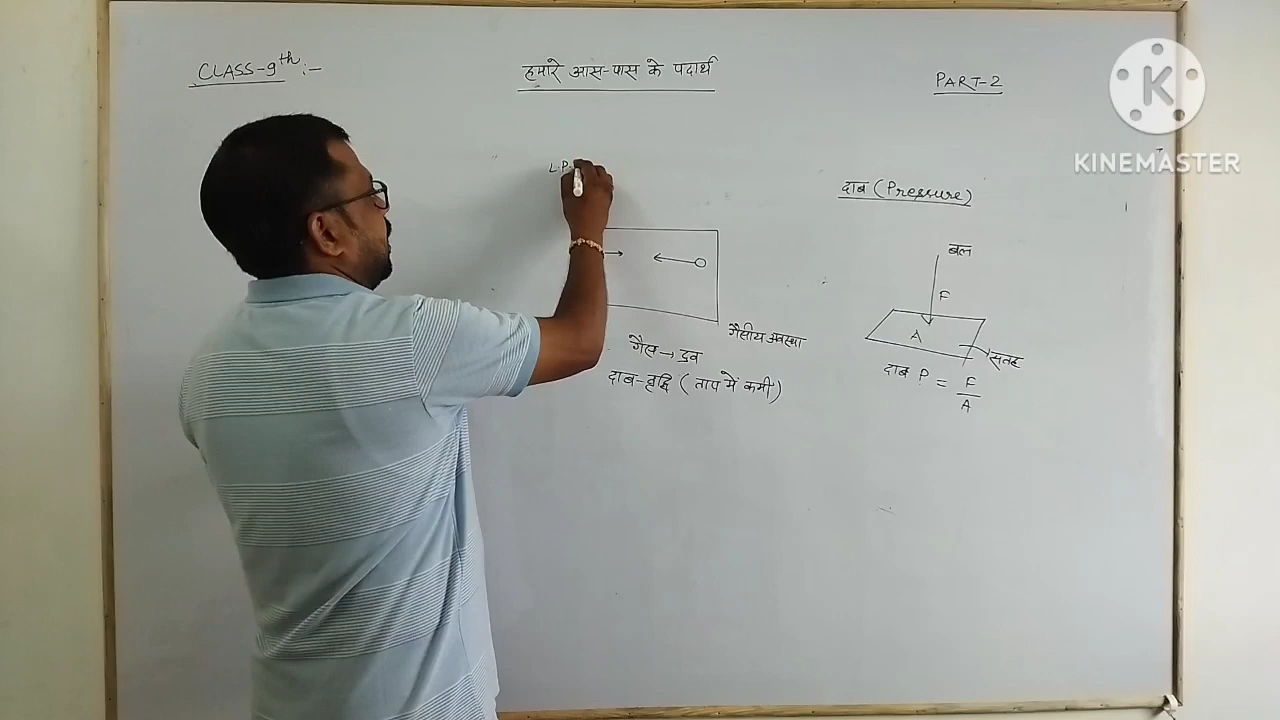 CLASS-9th:-
हमारे आस-पास के पदार्थ
PART-2
K
KINEMASTER
L.P.
दाब (Pressure)
बल
F
A
सतह
गैसीय अवस्था
गैस → द्रव
दाब-वृद्धि (ताप में कमी)
दाब P = F
A